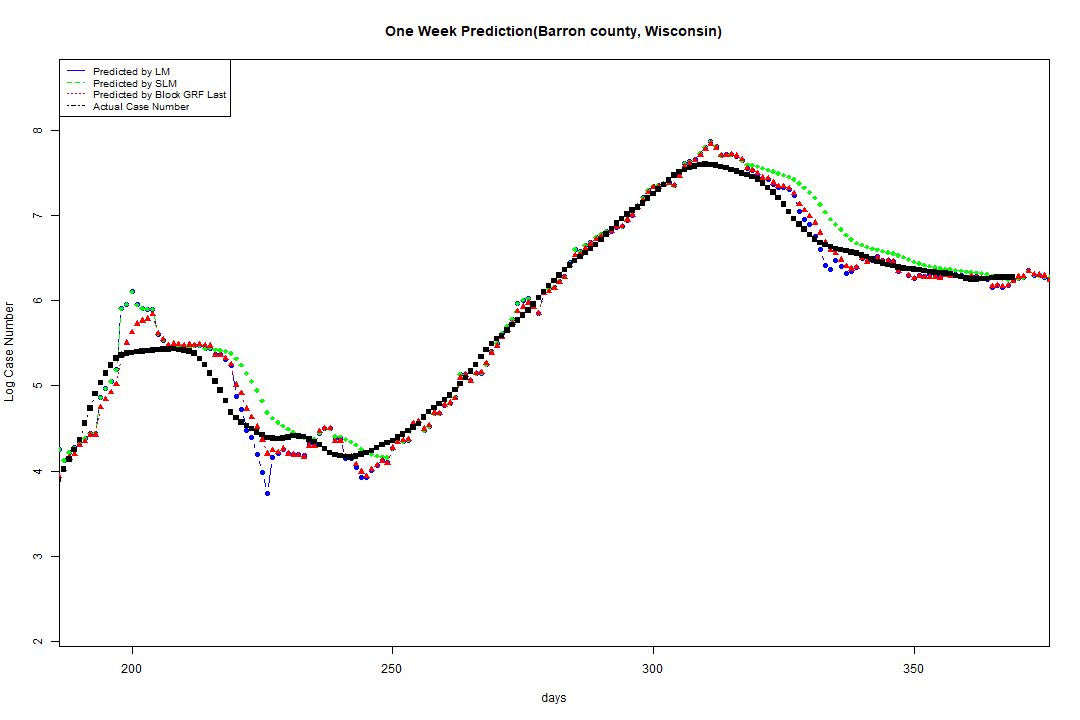 One Week Prediction(Barron county, Wisconsin)
Predicted by LM
Predicted by SLM
Predicted by Block GRF Last
Actual Case Number
8
7
6
5
4
3
2
Log Case Number
200 250 300 350
days